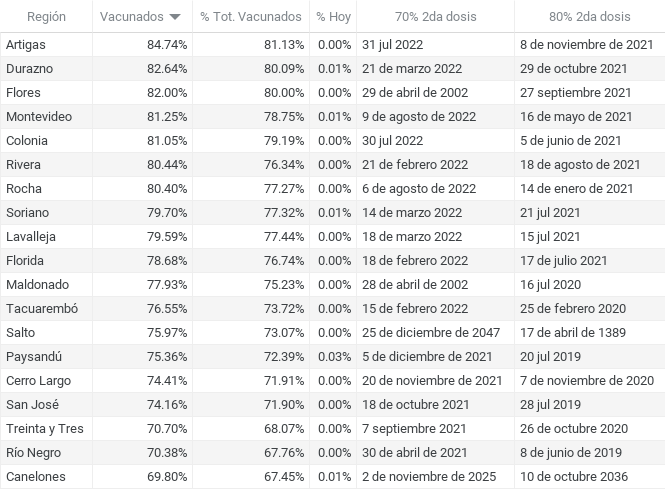 Región Vacunados % Tot. Vacunados % Hoy 70% 2da dosis 80% 2da dosis
Artigas 84.74% 81.13% 0.00% 31 jul 2022 8 de noviembre de 2021
Durazno 82.64% 80.09% 0.01% 21 de marzo 2022 29 de octubre 2021
Flores 82.00% 80.00% 0.00% 29 de abril de 2002 27 septiembre 2021
Montevideo 81.25% 78.75% 0.01% 9 de agosto de 2022 16 de mayo de 2021
Colonia 81.05% 79.19% 0.00% 30 jul 2022 5 de junio de 2021
Rivera 80.44% 76.34% 0.00% 21 de febrero 2022 18 de agosto de 2021
Rocha 80.40% 77.27% 0.00% 6 de agosto de 2022 14 de enero de 2021
Soriano 79.70% 77.32% 0.01% 14 de marzo 2022 21 jul 2021
Lavalleja 79.59% 77.44% 0.00% 18 de marzo 2022 15 jul 2021
Florida 78.68% 76.74% 0.00% 18 de febrero 2022 17 de julio 2021
Maldonado 77.93% 75.23% 0.00% 28 de abril de 2002 16 jul 2020
Tacuarembó 76.55% 73.72% 0.00% 15 de febrero 2022 25 de febrero 2020
Salto 75.97% 73.07% 0.00% 25 de diciembre de 2047 17 de abril de 1389
Paysandú 75.36% 72.39% 0.03% 5 de diciembre de 2021 20 jul 2019
Cerro Largo 74.41% 71.91% 0.00% 20 de noviembre de 2021 7 de noviembre de 2020
San José 74.16% 71.90% 0.00% 18 de octubre 2021 28 jul 2019
Treinta y Tres 70.70% 68.07% 0.00% 7 septiembre 2021 26 de octubre 2020
Río Negro 70.38% 67.76% 0.00% 30 de abril de 2021 8 de junio de 2019
Canelones 69.80% 67.45% 0.01% 2 de noviembre de 2025 10 de octubre 2036